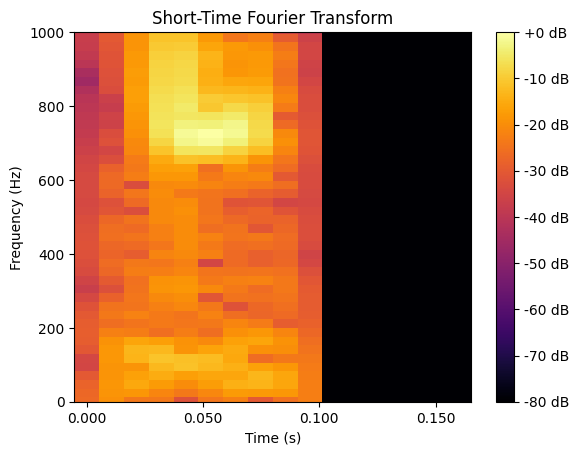 Short-Time Fourier Transform
1000
800
600
400
200
0
Frequency (Hz)
0.000
0.050
0.100
0.150
Time (s)
+0 dB
-10 dB
-20 dB
-30 dB
-40 dB
-50 dB
-60 dB
-70 dB
-80 dB